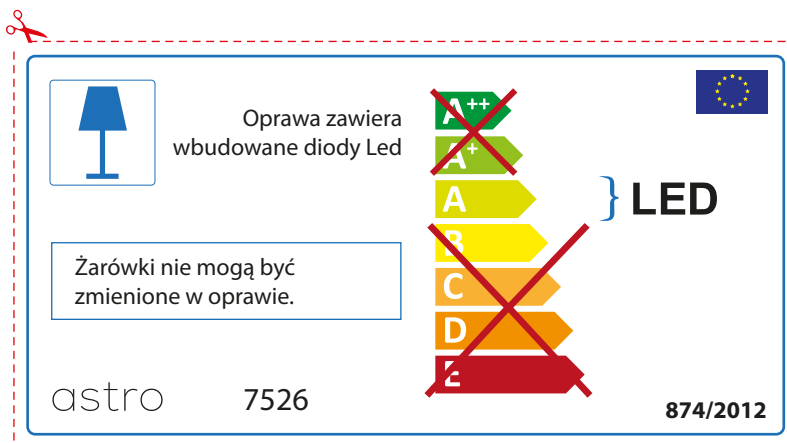 Oprawa zawiera
wbudowane diody Led
A++
A+
A
LED
B
Żarówki nie mogą być
zmienione w oprawie.
C
D
E
astro 7526
874/2012